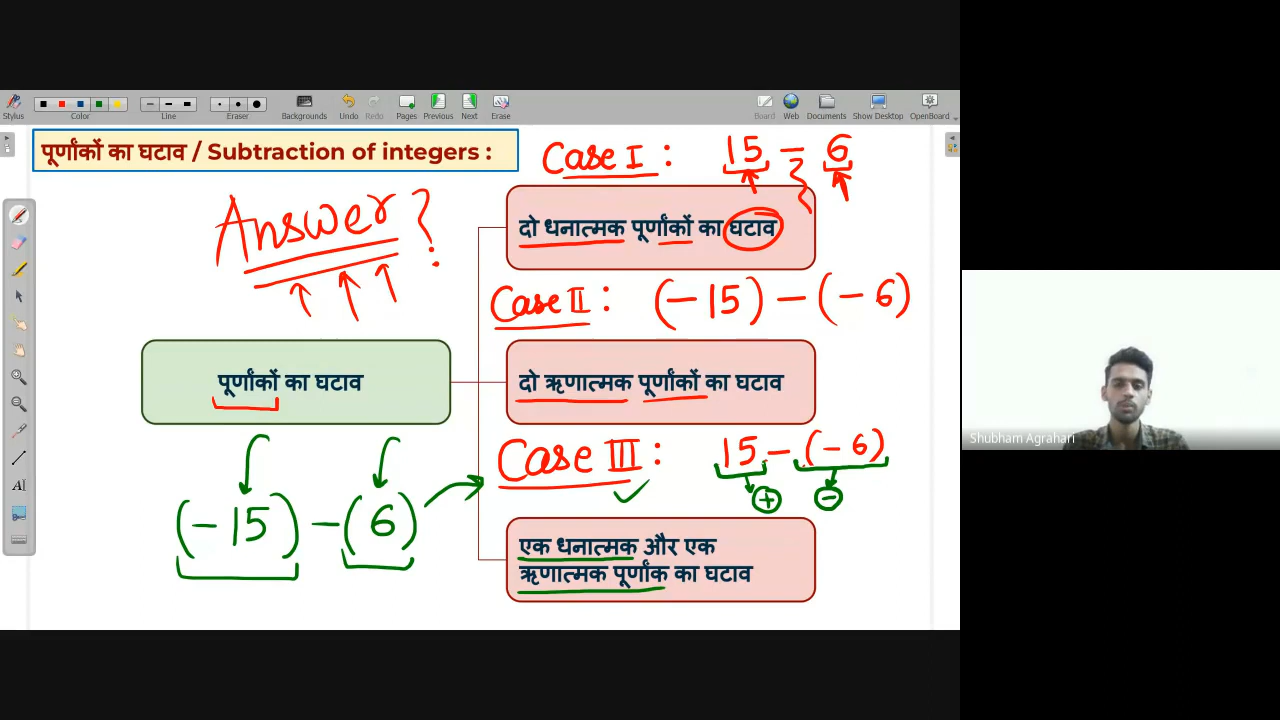 Stylus
Color
Line
Eraser
Backgrounds
Undo
Redo
Pages
Previous
Next
Erase
Board
Web
Documents
Show Desktop
OpenBoard
पूर्णांकों का घटाव / Subtraction of integers :
Case I : 15 - 6
Answer ?
दो धनात्मक पूर्णांकों का घटाव
Case II : (-15) - (-6)
पूर्णांकों का घटाव
दो ऋणात्मक पूर्णांकों का घटाव
Case III : 15 - (-6)
+ -
(-15) - (6)
एक धनात्मक और एक
ऋणात्मक पूर्णांक का घटाव
Shubham Agrahari